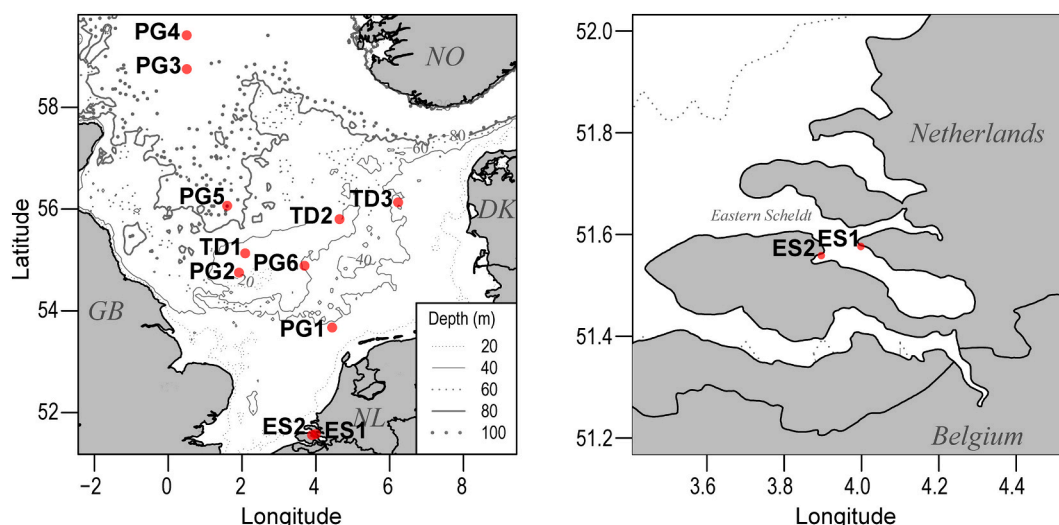 PG4
PG3
NO
58
80
60
PG5
TD3
DK
56
TD2
TD1
PG6
40
PG2
20
54
GB
PG1
Depth (m)
20
40
60
80
100
52
NL
ES2
ES1
Latitude
−2
0
2
4
6
8
Longitude
52.0
51.8
Netherlands
Eastern Scheldt
51.6
ES2
ES1
51.4
51.2
Belgium
3.6
3.8
4.0
4.2
4.4
Longitude